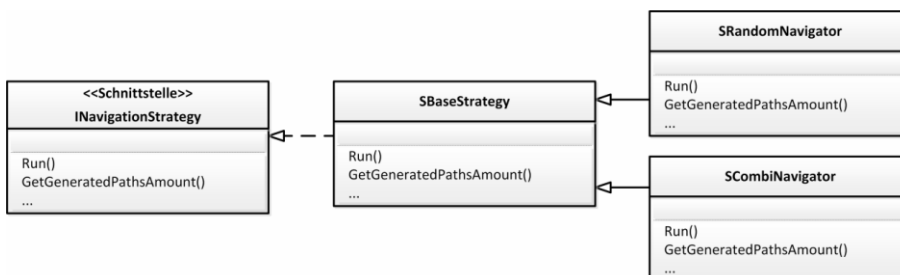 <<Schnittstelle>>
INavigationStrategy
Run()
GetGeneratedPathsAmount()
...
SBaseStrategy
Run()
GetGeneratedPathsAmount()
...
SRandomNavigator
Run()
GetGeneratedPathsAmount()
...
SCombiNavigator
Run()
GetGeneratedPathsAmount()
...